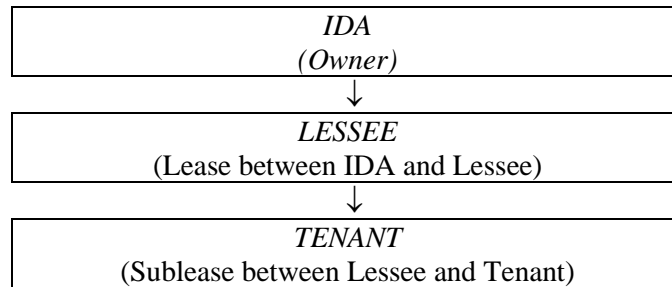 IDA
(Owner)
↓
LESSEE
(Lease between IDA and Lessee)
↓
TENANT
(Sublease between Lessee and Tenant)